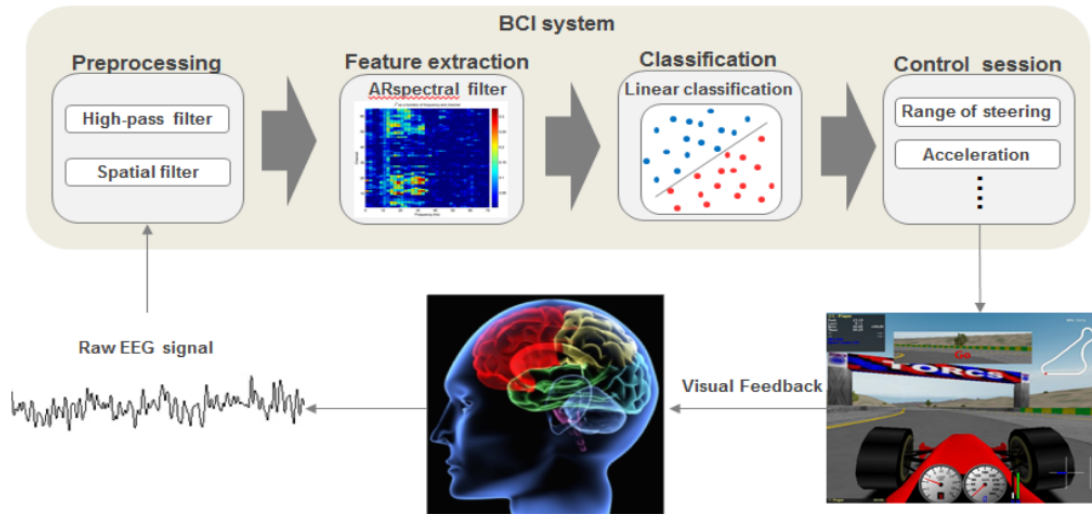 BCI system
Preprocessing
High-pass filter
Spatial filter
Feature extraction
ARspectral filter
Classification
Linear classification
Control session
Range of steering
Acceleration
Raw EEG signal
Visual Feedback
Go
TORCS